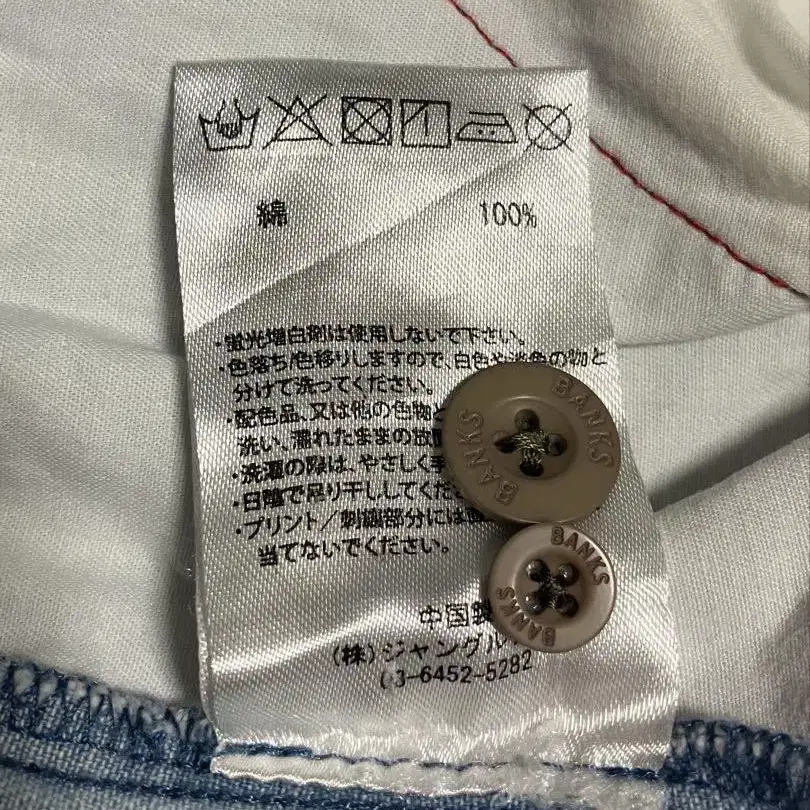 綿 100%
・蛍光増白剤は使用しないで下さい。
・色落ち/色移りしますので、白色や淡色の物と
分けて洗ってください。
・配色品、又は他の色物と
洗い、濡れたままの放
・洗濯の際は、やさしく手
・日陰で吊り干ししてくだ
・プリント/刺繍部分には
当てないでください。
中国製
(株)ジャングル
03-6452-5282
BANKS
BANKS
BANKS
BANKS